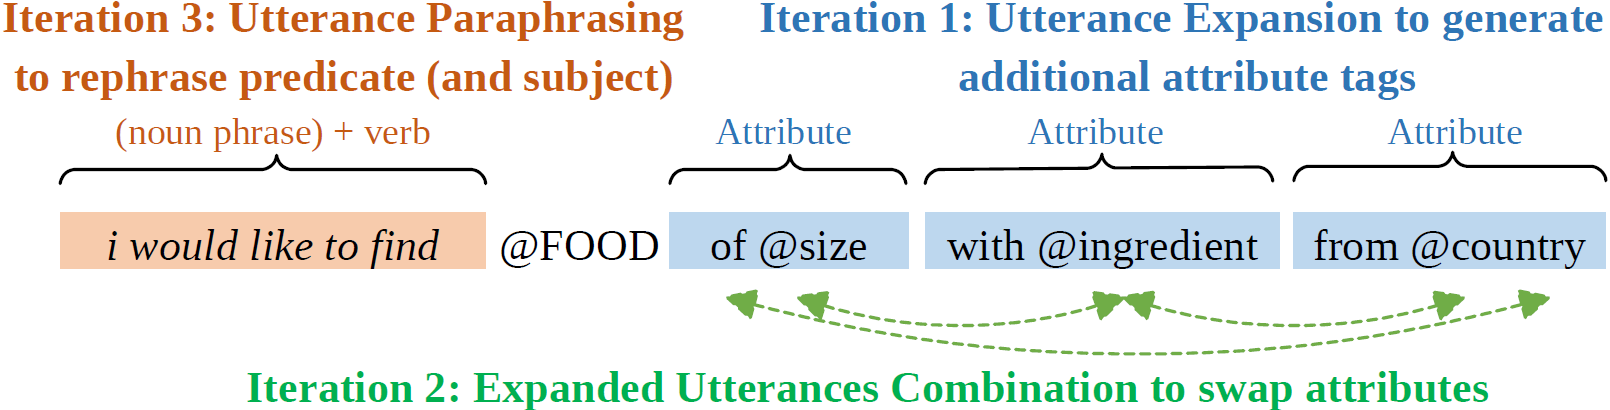 Iteration 3: Utterance Paraphrasing
to rephrase predicate (and subject)
Iteration 1: Utterance Expansion to generate
additional attribute tags
(noun phrase) + verb
Attribute
Attribute
Attribute
i would like to find @FOOD of @size with @ingredient from @country
Iteration 2: Expanded Utterances Combination to swap attributes